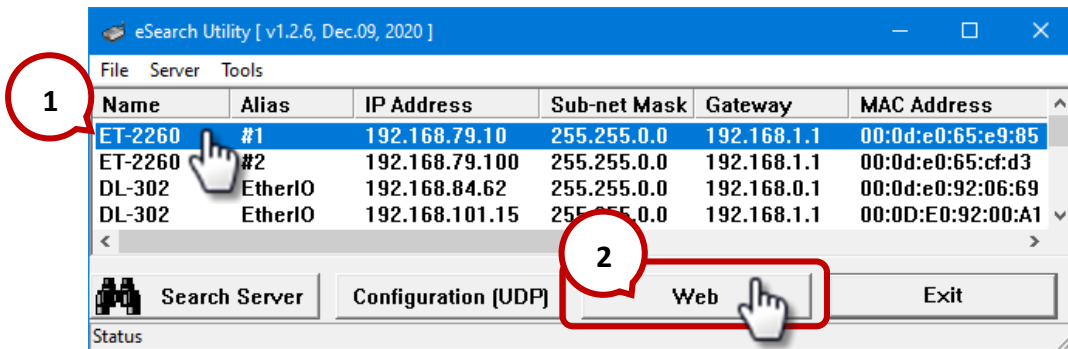 eSearch Utility [ v1.2.6, Dec.09, 2020 ]
File Server Tools
1
Name Alias IP Address Sub-net Mask Gateway MAC Address
ET-2260 #1 192.168.79.10 255.255.0.0 192.168.1.1 00:0d:e0:65:e9:85
ET-2260 #2 192.168.79.100 255.255.0.0 192.168.1.1 00:0d:e0:65:cf:d3
DL-302 EtherIO 192.168.84.62 255.255.0.0 192.168.0.1 00:0d:e0:92:06:69
DL-302 EtherIO 192.168.101.15 255.255.0.0 192.168.1.1 00:0D:E0:92:00:A1
2
Search Server Configuration (UDP) Web Exit
Status